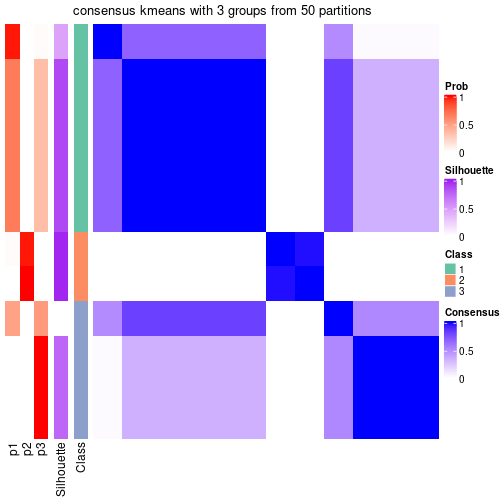 consensus kmeans with 3 groups from 50 partitions
Prob
1
0.5
0
Silhouette
1
0.5
0
Class
1
2
3
Consensus
1
0.5
0
p1
p2
p3
Silhouette
Class